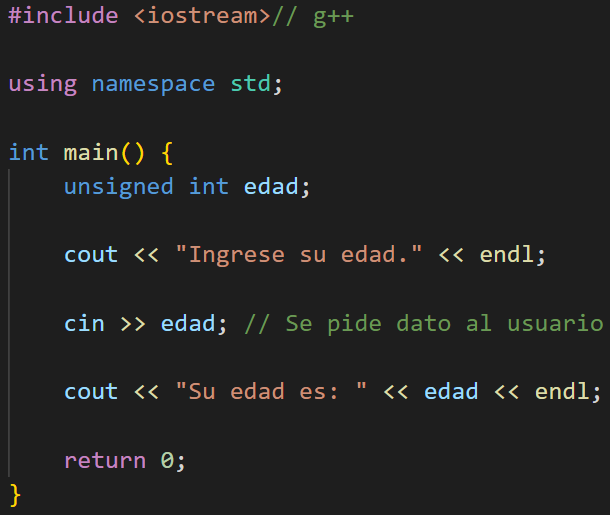 #include <iostream>// g++
using namespace std;
int main() {
unsigned int edad;
cout << "Ingrese su edad." << endl;
cin >> edad; // Se pide dato al usuario
cout << "Su edad es: " << edad << endl;
return 0;
}